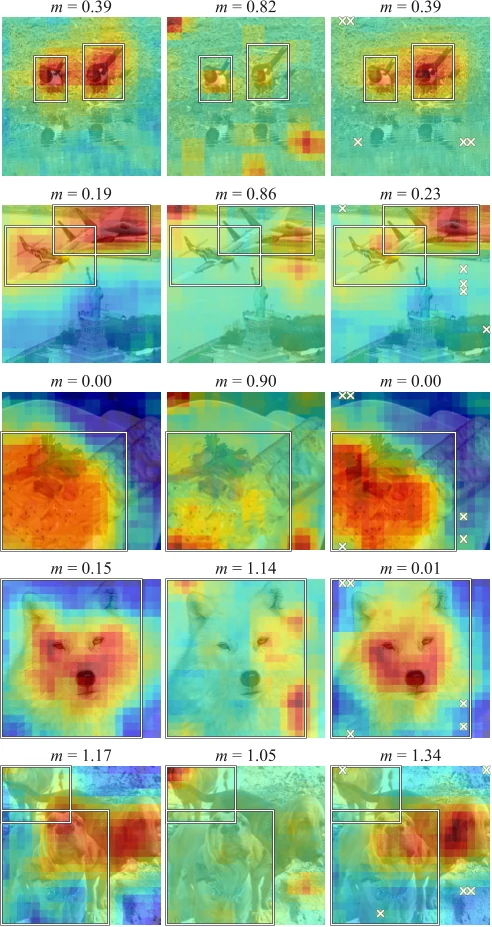 m = 0.39 m = 0.82 m = 0.39
m = 0.19 m = 0.86 m = 0.23
m = 0.00 m = 0.90 m = 0.00
m = 0.15 m = 1.14 m = 0.01
m = 1.17 m = 1.05 m = 1.34